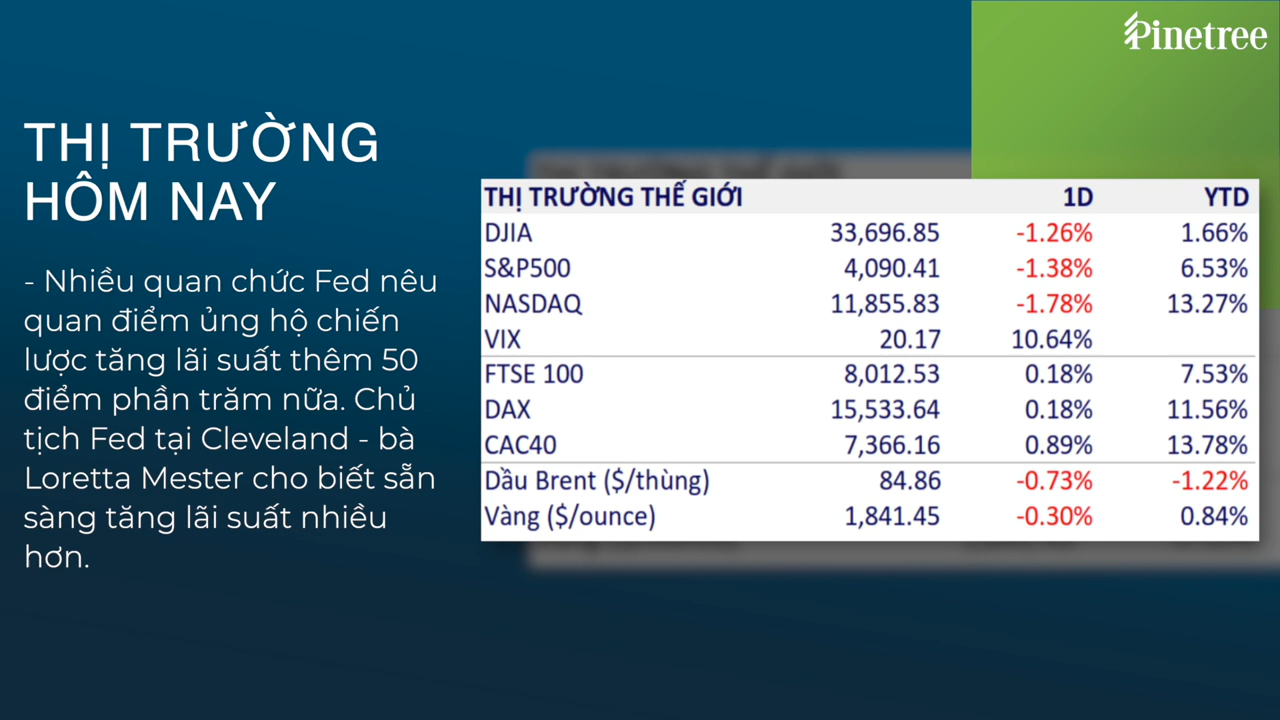 Pinetree
THỊ TRƯỜNG
HÔM NAY
- Nhiều quan chức Fed nêu
quan điểm ủng hộ chiến
lược tăng lãi suất thêm 50
điểm phần trăm nữa. Chủ
tịch Fed tại Cleveland - bà
Loretta Mester cho biết sẵn
sàng tăng lãi suất nhiều
hơn.
THỊ TRƯỜNG THẾ GIỚI 1D YTD
DJIA 33,696.85 -1.26% 1.66%
S&P500 4,090.41 -1.38% 6.53%
NASDAQ 11,855.83 -1.78% 13.27%
VIX 20.17 10.64%
FTSE 100 8,012.53 0.18% 7.53%
DAX 15,533.64 0.18% 11.56%
CAC40 7,366.16 0.89% 13.78%
Dầu Brent ($/thùng) 84.86 -0.73% -1.22%
Vàng ($/ounce) 1,841.45 -0.30% 0.84%